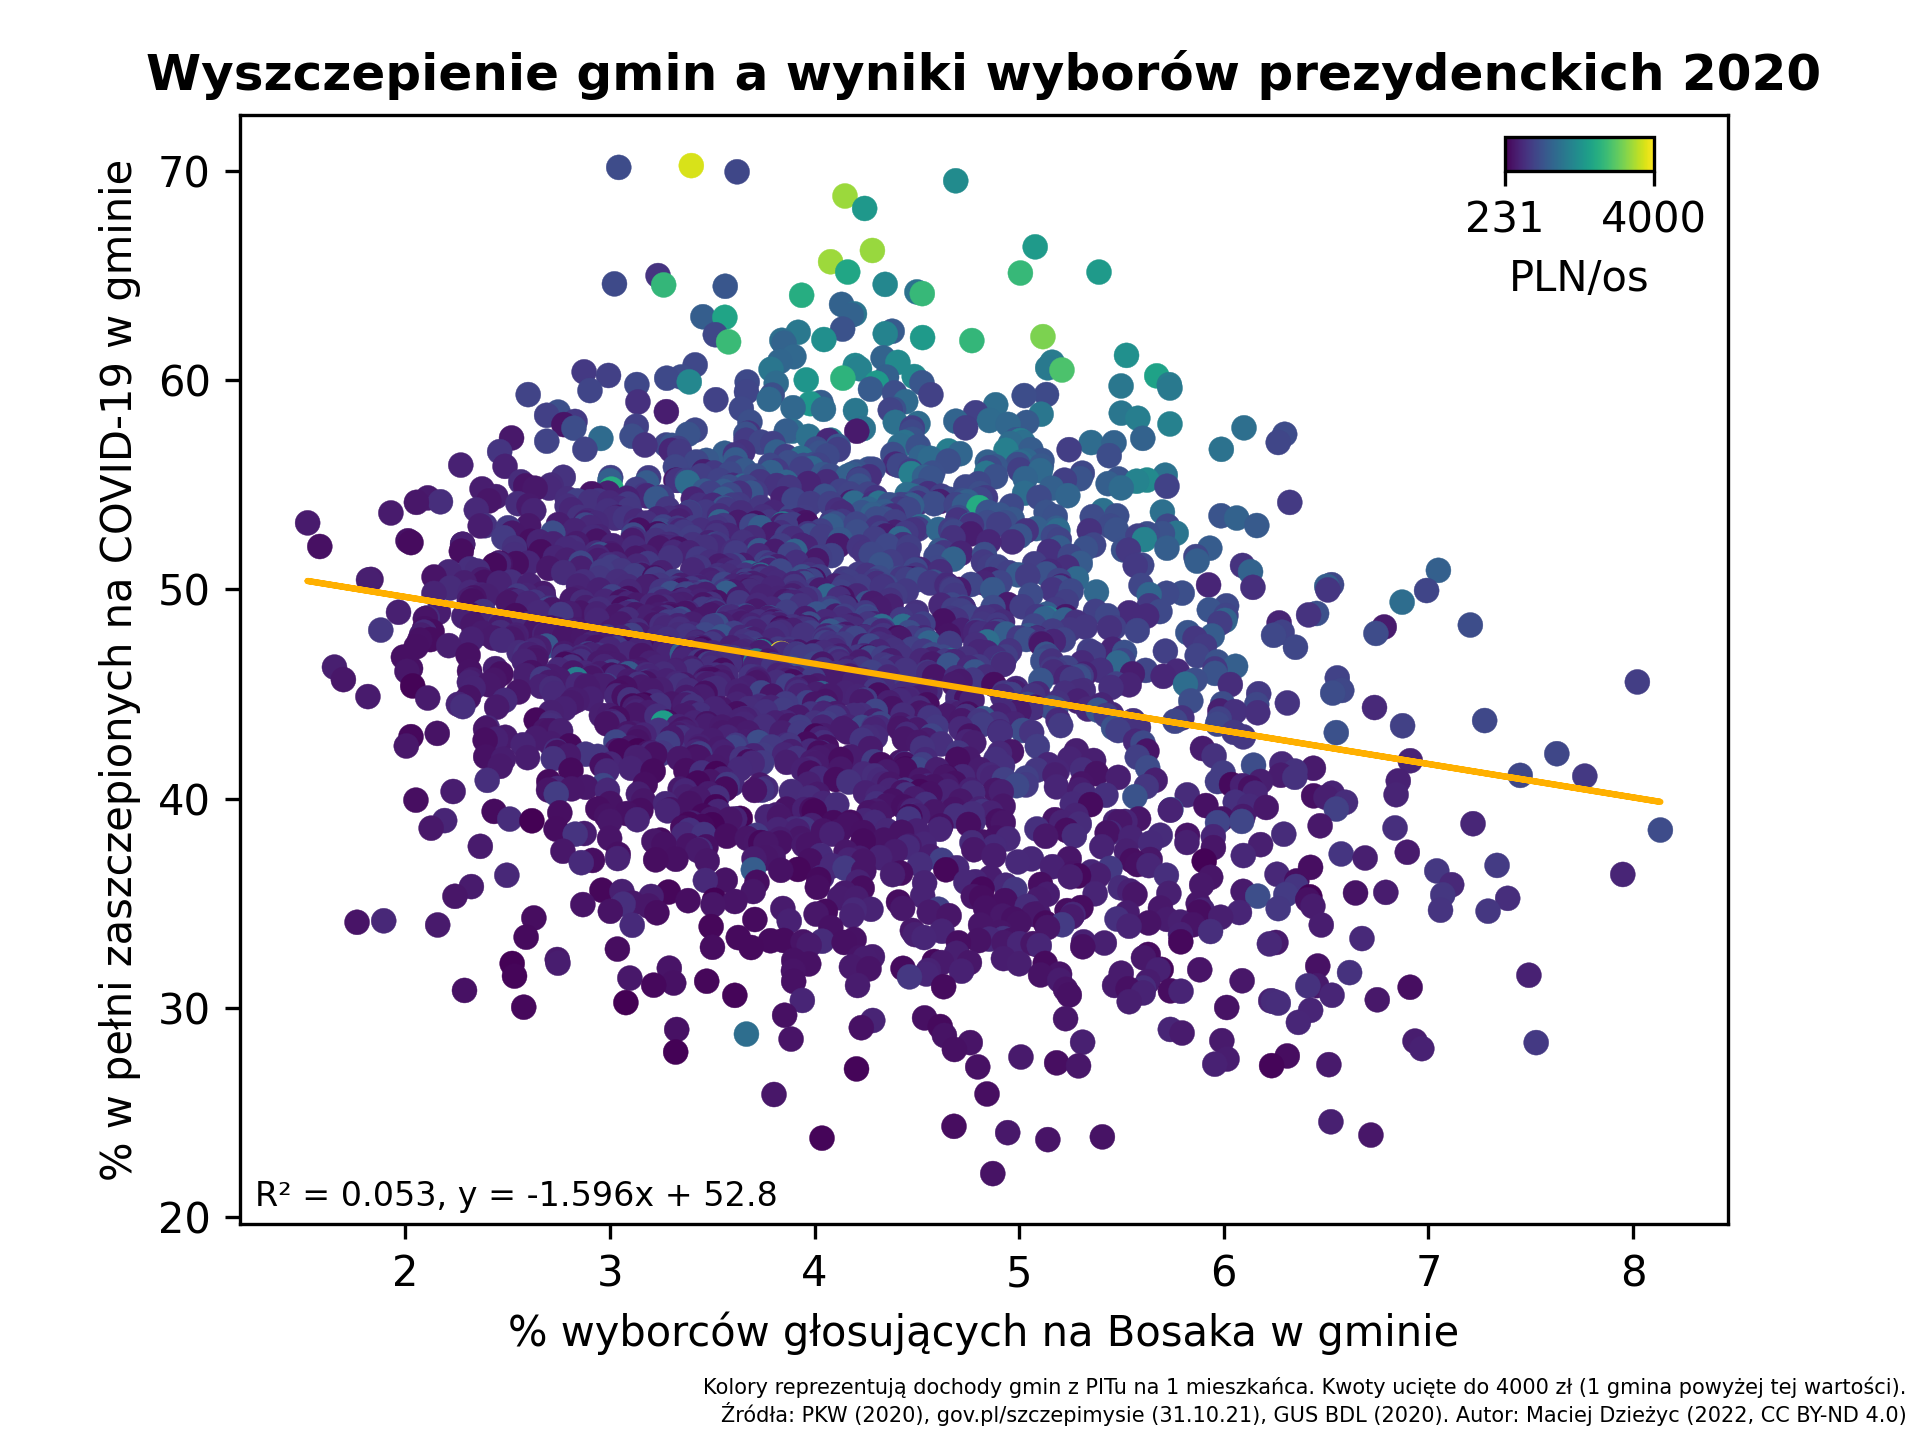 Wyszczepienie gmin a wyniki wyborów prezydenckich 2020
% w pełni zaszczepionych na COVID-19 w gminie
70
60
50
40
30
20
231 4000
PLN/os
R² = 0.053, y = -1.596x + 52.8
2 3 4 5 6 7 8
% wyborców głosujących na Bosaka w gminie
Kolory reprezentują dochody gmin z PITu na 1 mieszkańca. Kwoty ucięte do 4000 zł (1 gmina powyżej tej wartości).
Źródła: PKW (2020), gov.pl/szczepimysie (31.10.21), GUS BDL (2020). Autor: Maciej Dzieżyc (2022, CC BY-ND 4.0)